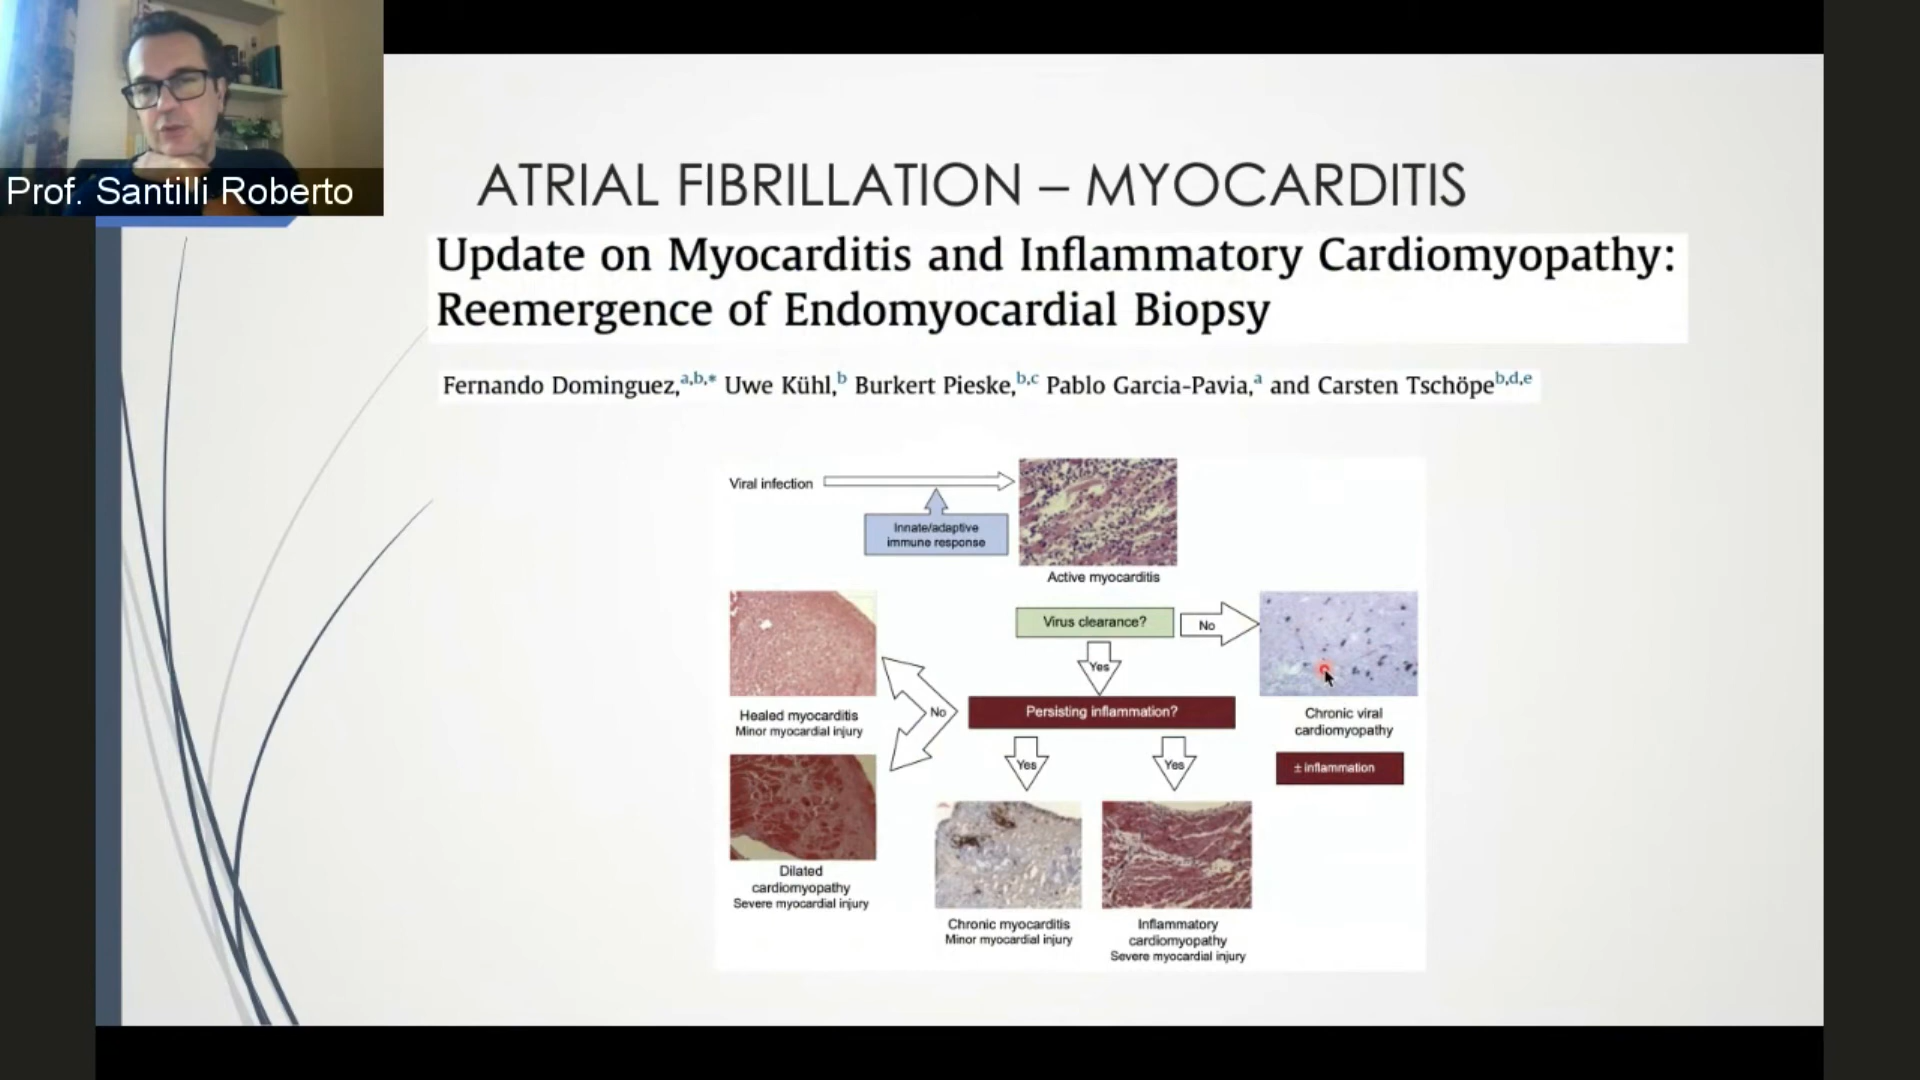 Prof. Santilli Roberto
ATRIAL FIBRILLATION – MYOCARDITIS
Update on Myocarditis and Inflammatory Cardiomyopathy:
Reemergence of Endomyocardial Biopsy
Fernando Dominguez,a,b,* Uwe Kühl,b Burkert Pieske,b,c Pablo Garcia-Pavia,a and Carsten Tschöpeb,d,e
Viral infection
Innate/adaptive
immune response
Active myocarditis
Virus clearance?
No
Yes
Persisting inflammation?
No
Healed myocarditis
Minor myocardial injury
Chronic viral
cardiomyopathy
± inflammation
Yes
Yes
Dilated
cardiomyopathy
Severe myocardial injury
Chronic myocarditis
Minor myocardial injury
Inflammatory
cardiomyopathy
Severe myocardial injury